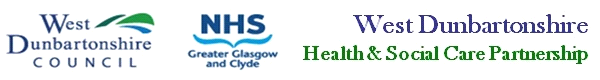 West
Dunbartonshire
COUNCIL
NHS
Greater Glasgow
and Clyde
West Dunbartonshire
Health & Social Care Partnership